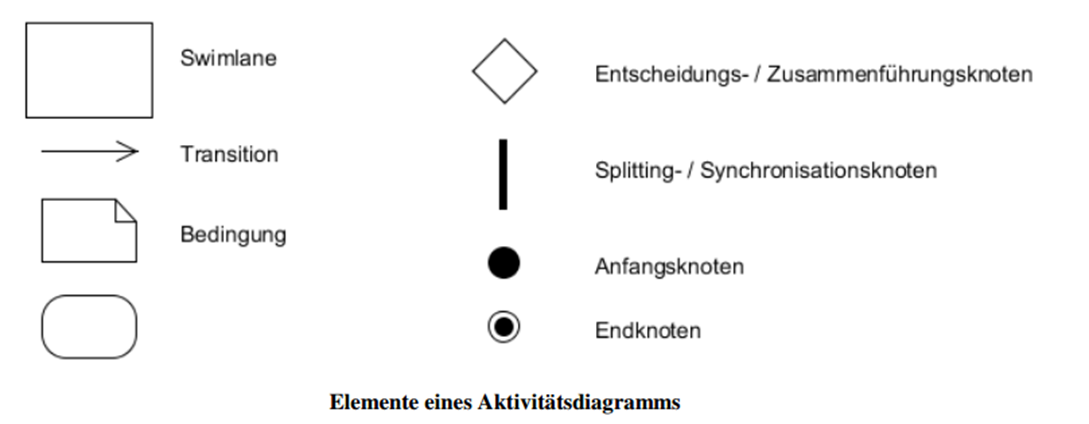 Swimlane
Transition
Bedingung
Entscheidungs- / Zusammenführungsknoten
Splitting- / Synchronisationsknoten
Anfangsknoten
Endknoten
Elemente eines Aktivitätsdiagramms